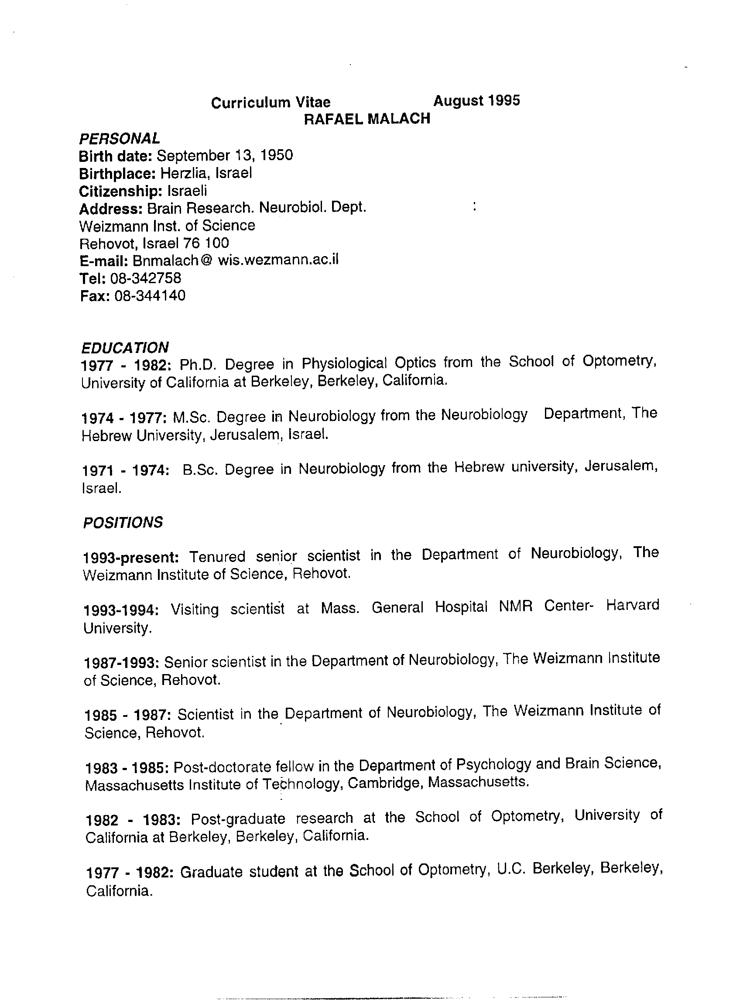 Curriculum Vitae August 1995
RAFAEL MALACH
PERSONAL
Birth date: September 13, 1950
Birthplace: Herzlia, Israel
Citizenship: Israeli
Address: Brain Research. Neurobiol. Dept.
Weizmann Inst. of Science
Rehovot, Israel 76 100
E-mail: Bnmalach@ wis.wezmann.ac.il
Tel: 08-342758
Fax: 08-344140
EDUCATION
1977 - 1982: Ph.D. Degree in Physiological Optics from the School of Optometry,
University of California at Berkeley, Berkeley, California.
1974 - 1977: M.Sc. Degree in Neurobiology from the Neurobiology Department, The
Hebrew University, Jerusalem, Israel.
1971 - 1974: B.Sc. Degree in Neurobiology from the Hebrew university, Jerusalem,
Israel.
POSITIONS
1993-present: Tenured senior scientist in the Department of Neurobiology, The
Weizmann Institute of Science, Rehovot.
1993-1994: Visiting scientist at Mass. General Hospital NMR Center- Harvard
University.
1987-1993: Senior scientist in the Department of Neurobiology, The Weizmann Institute
of Science, Rehovot.
1985 - 1987: Scientist in the Department of Neurobiology, The Weizmann Institute of
Science, Rehovot.
1983 - 1985: Post-doctorate fellow in the Department of Psychology and Brain Science,
Massachusetts Institute of Technology, Cambridge, Massachusetts.
1982 - 1983: Post-graduate research at the School of Optometry, University of
California at Berkeley, Berkeley, California.
1977 - 1982: Graduate student at the School of Optometry, U.C. Berkeley, Berkeley,
California.